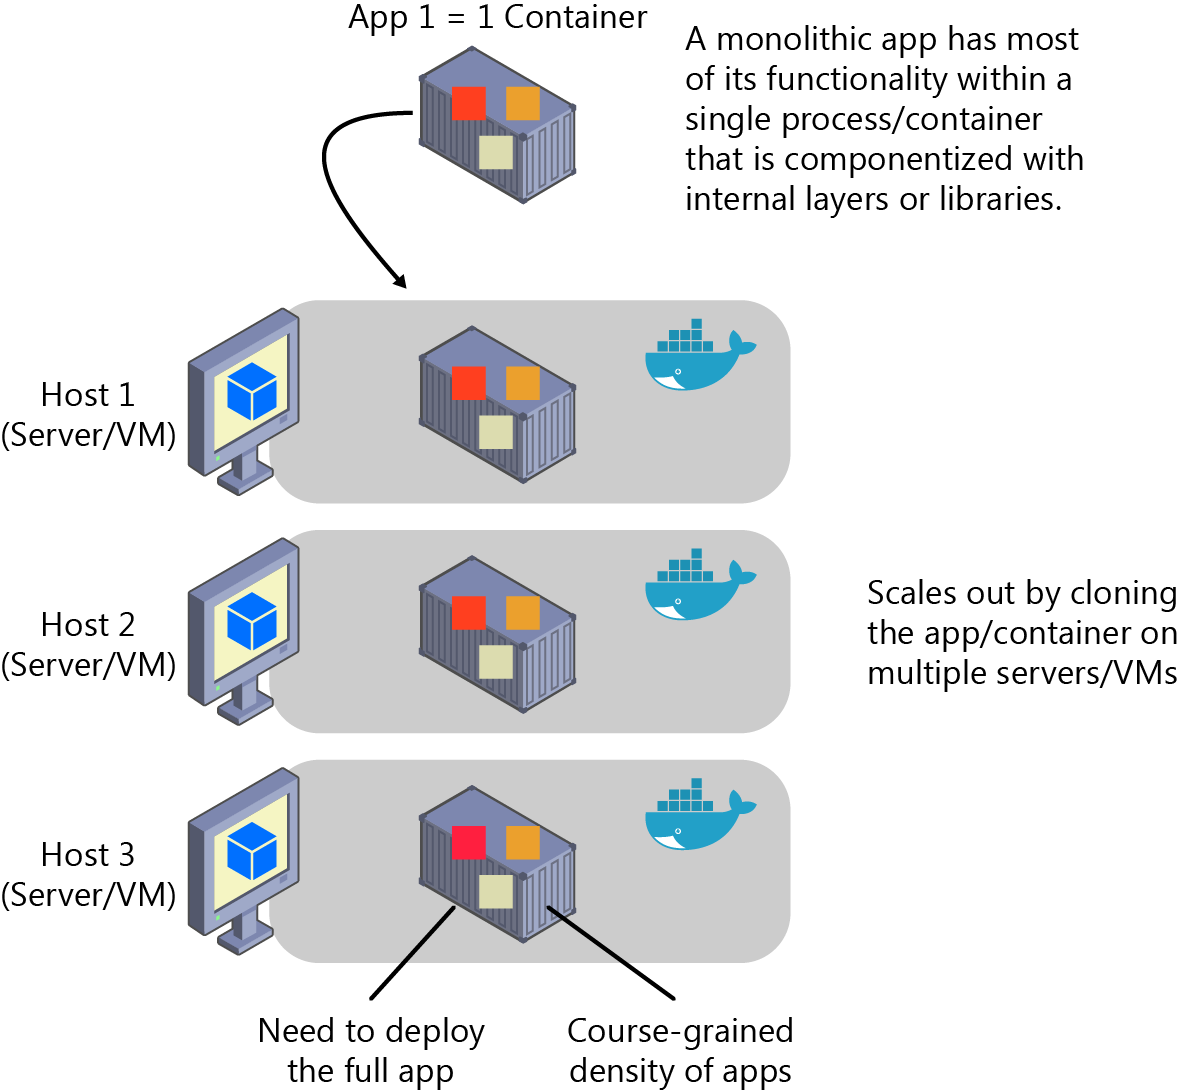 App 1 = 1 Container
A monolithic app has most
of its functionality within a
single process/container
that is componentized with
internal layers or libraries.
Host 1
(Server/VM)
Host 2
(Server/VM)
Scales out by cloning
the app/container on
multiple servers/VMs
Host 3
(Server/VM)
Need to deploy
the full app
Course-grained
density of apps